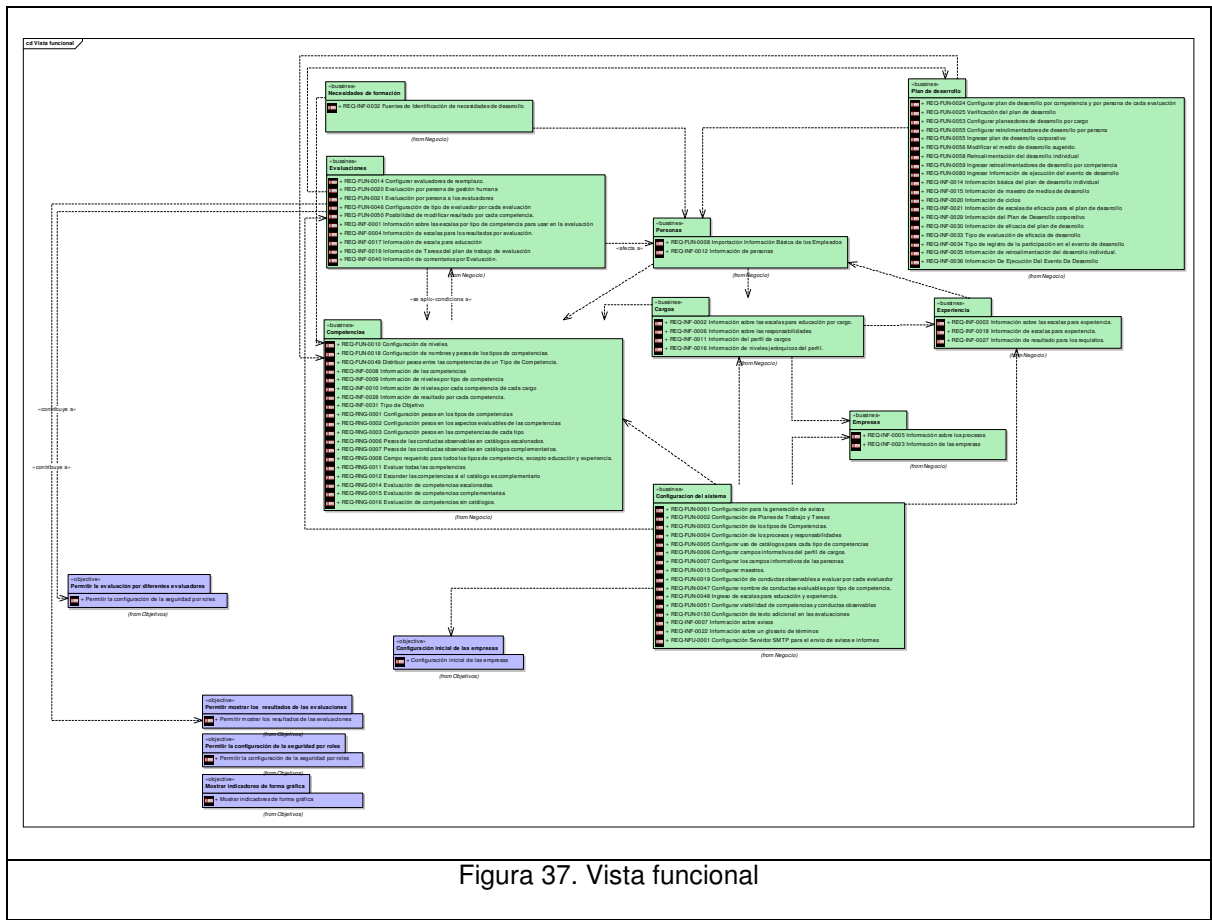 cd Vista funcional
«bussines»
Necesidades de formación
+ REQ-INF-0032 Fuentes de Identificación de necesidades de desarrollo
(from Negocio)
«bussines»
Plan de desarrollo
+ REQ-FUN-0024 Configurar plan de desarrollo por competencia y por persona de cada evaluación
+ REQ-FUN-0025 Verificación del plan de desarrollo
+ REQ-FUN-0053 Configurar planeadores de desarrollo por cargo
+ REQ-FUN-0055 Configurar retroalimentadores de desarrollo por persona
+ REQ-FUN-0055 Ingresar plan de desarrollo corporativo
+ REQ-FUN-0056 Modificar el medio de desarrollo sugerido.
+ REQ-FUN-0058 Retroalimentación del desarrollo individual
+ REQ-FUN-0059 Ingresar retroalimentadores de desarrollo por competencia
+ REQ-FUN-0080 Ingresar Información de ejecución del evento de desarrollo
+ REQ-INF-0014 Información básica del plan de desarrollo individual
+ REQ-INF-0015 Información de maestro de medios de desarrollo
+ REQ-INF-0020 Información de ciclos
+ REQ-INF-0021 Información de escalas de eficacia para el plan de desarrollo
+ REQ-INF-0029 Información del Plan de Desarrollo corporativo
+ REQ-INF-0030 Información de eficacia del plan de desarrollo
+ REQ-INF-0033 Tipo de evaluación de eficacia de desarrollo
+ REQ-INF-0034 Tipo de registro de la participación en el evento de desarrollo
+ REQ-INF-0035 Información de retroalimentación del desarrollo individual.
+ REQ-INF-0036 Información De Ejecución Del Evento De Desarrollo
(from Negocio)
«bussines»
Evaluaciones
+ REQ-FUN-0014 Configurar evaluadores de reemplazo.
+ REQ-FUN-0020 Evaluación por persona de gestión humana
+ REQ-FUN-0021 Evaluación por persona a los evaluadores
+ REQ-FUN-0046 Configuración de tipo de evaluador por cada evaluación
+ REQ-FUN-0050 Posibilidad de modificar resultado por cada competencia.
+ REQ-INF-0001 Información sobre las escalas por tipo de competencia para usar en la evaluación
+ REQ-INF-0004 Información de escalas para los resultados por evaluación.
+ REQ-INF-0017 Información de escala para educación
+ REQ-INF-0019 Información de Tareas del plan de trabajo de evaluación
+ REQ-INF-0040 Información de comentarios por Evaluación.
(from Negocio)
«afecta a»
«bussines»
Personas
+ REQ-FUN-0008 Importación Información Básica de los Empleados
+ REQ-INF-0012 Información de personas
(from Negocio)
«se aplic
«condiciona a»
«bussines»
Cargos
+ REQ-INF-0002 Información sobre las escalas para educación por cargo.
+ REQ-INF-0006 Información sobre las responsabilidades
+ REQ-INF-0011 Información del perfil de cargos
+ REQ-INF-0016 Información de niveles jerárquicos del perfil.
(from Negocio)
«bussines»
Experiencia
+ REQ-INF-0003 Información sobre las escalas para experiencia.
+ REQ-INF-0018 Información de escalas para experiencia.
+ REQ-INF-0027 Información de resultado para los requisitos.
(from Negocio)
«bussines»
Competencias
+ REQ-FUN-0010 Configuración de niveles.
+ REQ-FUN-0018 Configuración de nombres y pesos de los tipos de competencias.
+ REQ-FUN-0049 Distribuir pesos entre las competencias de un Tipo de Competencia.
+ REQ-INF-0008 Información de las competencias
+ REQ-INF-0009 Información de niveles por tipo de competencia
+ REQ-INF-0010 Información de niveles por cada competencia de cada cargo
+ REQ-INF-0028 Información de resultado por cada competencia.
+ REQ-INF-0031 Tipo de Objetivo
+ REQ-RNG-0001 Configuración pesos en los tipos de competencias
+ REQ-RNG-0002 Configuración pesos en los aspectos evaluables de las competencias
+ REQ-RNG-0003 Configuración pesos en las competencias de cada tipo
+ REQ-RNG-0006 Pesos de las conductas observables en catálogos escalonados.
+ REQ-RNG-0007 Pesos de las conductas observables en catálogos complementarios.
+ REQ-RNG-0008 Campo requerido para todos los tipos de competencia, excepto educación y experiencia.
+ REQ-RNG-0011 Evaluar todas las competencias
+ REQ-RNG-0012 Esconder las competencias si el catálogo es complementario
+ REQ-RNG-0014 Evaluación de competencias escalonadas.
+ REQ-RNG-0015 Evaluación de competencias complementarias.
+ REQ-RNG-0016 Evaluación de competencias sin catálogos.
(from Negocio)
«contribuye a»
«contribuye a»
«bussines»
Empresas
+ REQ-INF-0005 Información sobre los procesos
+ REQ-INF-0023 Información de las empresas
(from Negocio)
«bussines»
Configuracion del sistema
+ REQ-FUN-0001 Configuración para la generación de avisos
+ REQ-FUN-0002 Configuración de Planes de Trabajo y Tareas
+ REQ-FUN-0003 Configuración de los tipos de Competencias.
+ REQ-FUN-0004 Configuración de los procesos y responsabilidades
+ REQ-FUN-0005 Configurar uso de catálogos para cada tipo de competencias
+ REQ-FUN-0006 Configurar campos informativos del perfil de cargos.
+ REQ-FUN-0007 Configurar los campos informativos de las personas.
+ REQ-FUN-0015 Configurar maestros.
+ REQ-FUN-0019 Configuración de conductas observables a evaluar por cada evaluador
+ REQ-FUN-0047 Configurar nombre de conductas evaluables por tipo de competencia.
+ REQ-FUN-0048 Ingreso de escalas para educación y experiencia.
+ REQ-FUN-0051 Configurar viabilidad de competencias y conductas observables
+ REQ-FUN-0150 Configuración de texto adicional en las evaluaciones
+ REQ-INF-0007 Información sobre avisos
+ REQ-INF-0022 Información sobre un glosario de términos
+ REQ-NFU-0001 Configuración Servidor SMTP para el envío de avisos e informes
(from Negocio)
«objective»
Permitir la evaluación por diferentes evaluadores
+ Permitir la configuración de la seguridad por roles
(from Objetivos)
«objective»
Configuración inicial de las empresas
+ Configuración inicial de las empresas
(from Objetivos)
«objective»
Permitir mostrar los resultados de las evaluaciones
+ Permitir mostrar los resultados de las evaluaciones
(from Objetivos)
«objective»
Permitir la configuración de la seguridad por roles
+ Permitir la configuración de la seguridad por roles
(from Objetivos)
«objective»
Mostrar indicadores de forma gráfica
+ Mostrar indicadores de forma gráfica
(from Objetivos)
Figura 37. Vista funcional